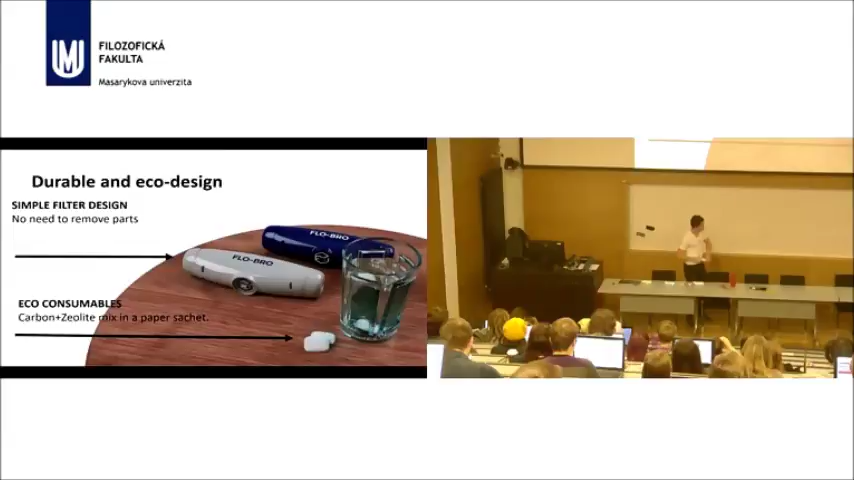 FILOZOFICKÁ
FAKULTA
Masarykova univerzita
Durable and eco-design
SIMPLE FILTER DESIGN
No need to remove parts
FLO-BRO
FLO-BRO
ECO CONSUMABLES
Carbon+Zeolite mix in a paper sachet.